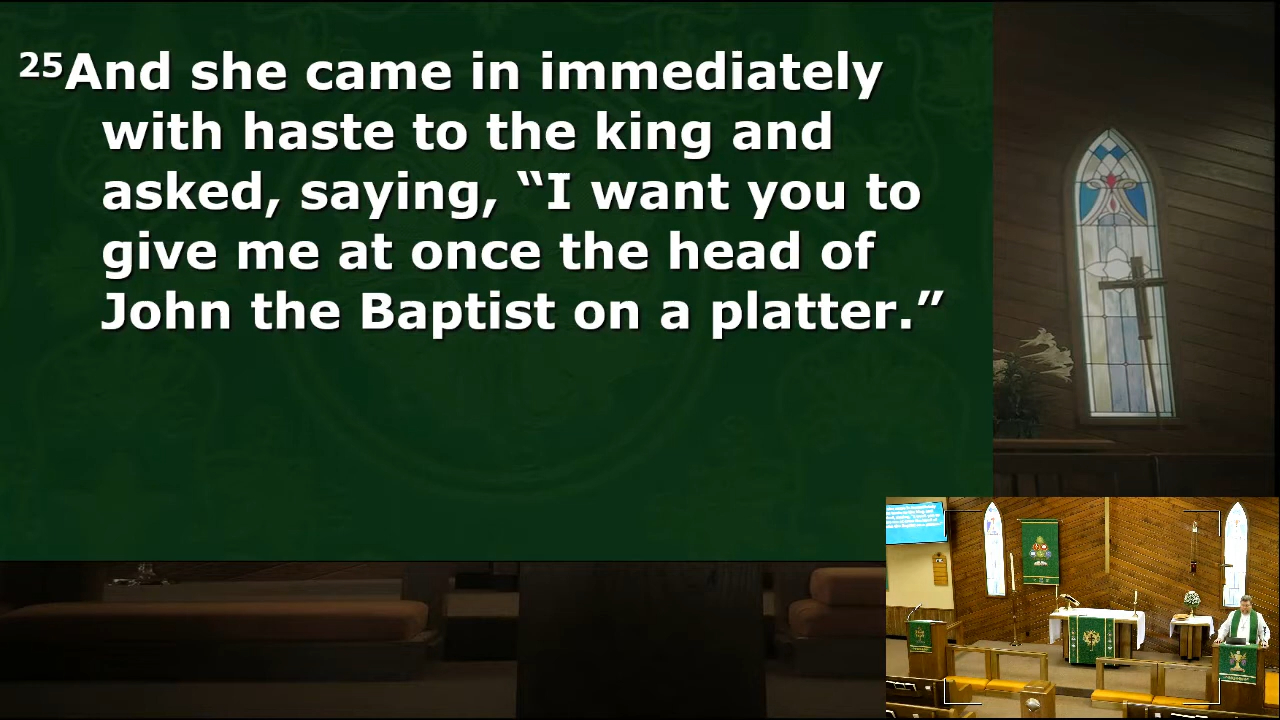 25And she came in immediately
with haste to the king and
asked, saying, “I want you to
give me at once the head of
John the Baptist on a platter.”